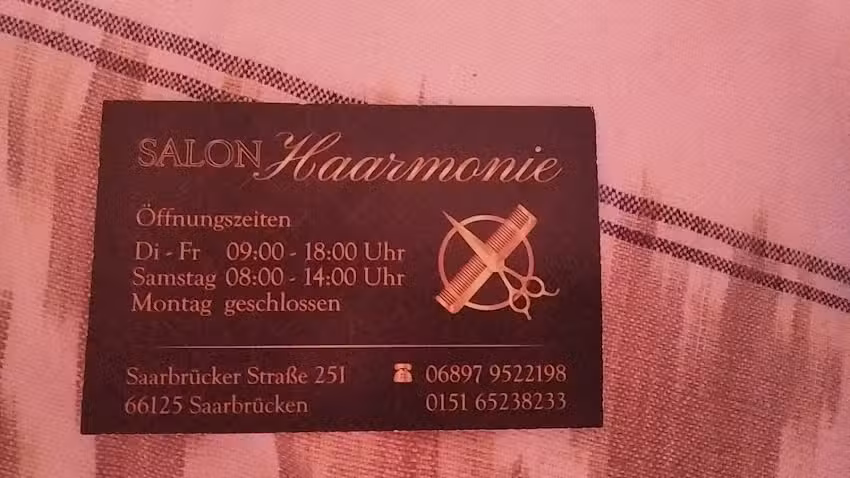 SALON Haarmonie
Öffnungszeiten
Di - Fr 09:00 - 18:00 Uhr
Samstag 08:00 - 14:00 Uhr
Montag geschlossen
Saarbrücker Straße 251 ☎ 06897 9522198
66125 Saarbrücken 0151 65238233